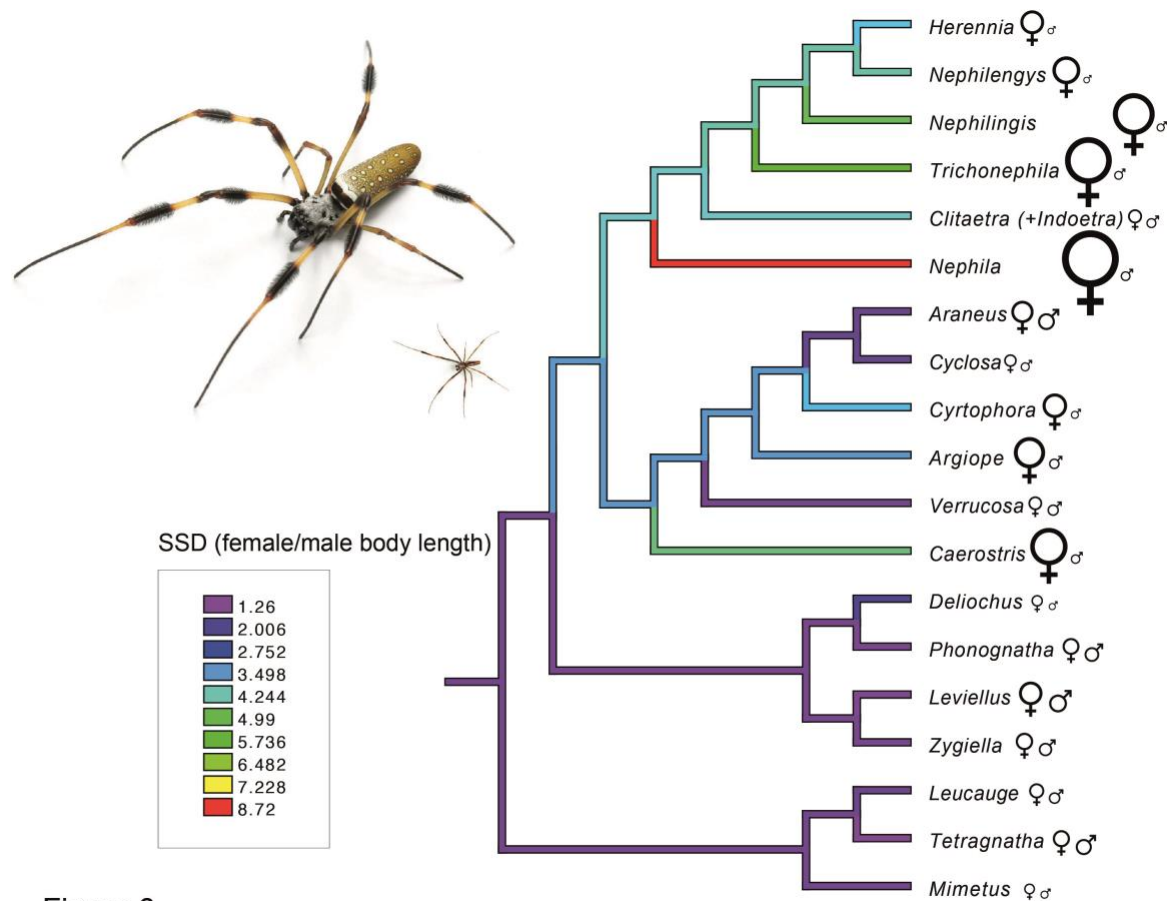 Herennia ♀♂
Nephilengys ♀♂
Nephilingis ♀♂
Trichonephila ♀♂
Clitaetra (+Indoetra) ♀♂
Nephila ♀♂
Araneus ♀♂
Cyclosa ♀♂
Cyrtophora ♀♂
Argiope ♀♂
Verrucosa ♀♂
Caerostris ♀♂
Deliochus ♀♂
Phonognatha ♀♂
Leviellus ♀♂
Zygiella ♀♂
Leucauge ♀♂
Tetragnatha ♀♂
Mimetus ♀♂
SSD (female/male body length)
1.26
2.006
2.752
3.498
4.244
4.99
5.736
6.482
7.228
8.72